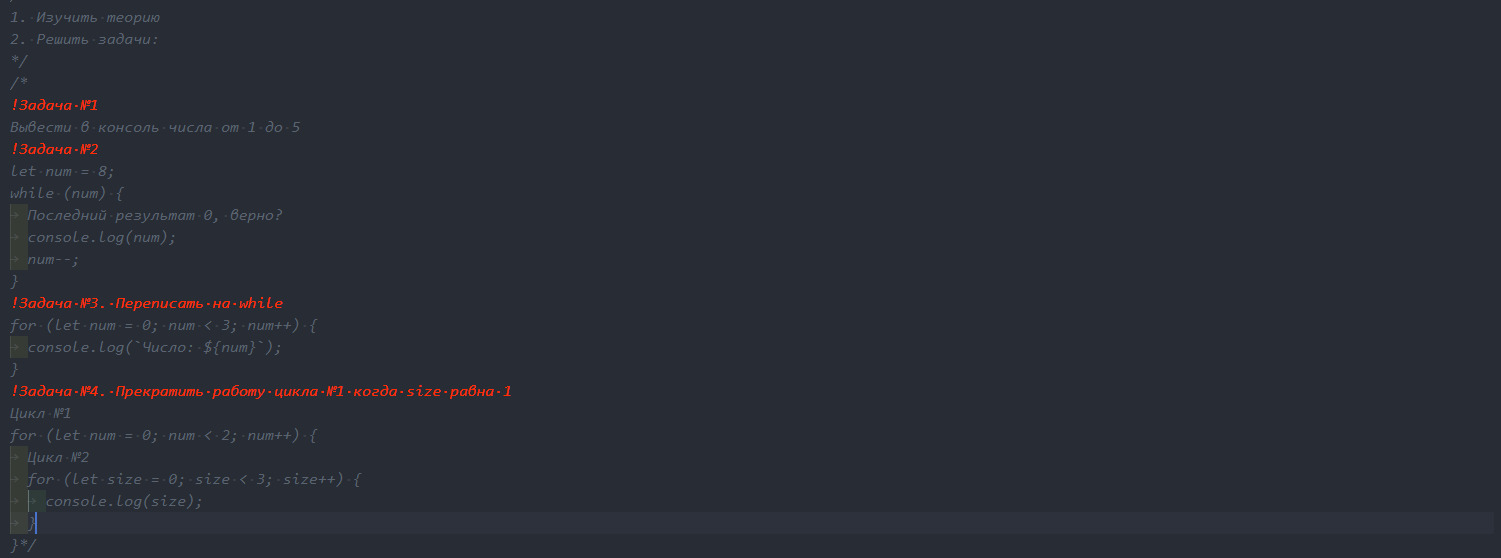 1. Изучить теорию
2. Решить задачи:
*/
/*
!Задача №1
Вывести в консоль числа от 1 до 5
!Задача №2
let num = 8;
while (num) {
Последний результат 0, верно?
console.log(num);
num--;
}
!Задача №3. Переписать на while
for (let num = 0; num < 3; num++) {
console.log(`Число: ${num}`);
}
!Задача №4. Прекратить работу цикла №1 когда size равна 1
Цикл №1
for (let num = 0; num < 2; num++) {
Цикл №2
for (let size = 0; size < 3; size++) {
console.log(size);
}
}*/